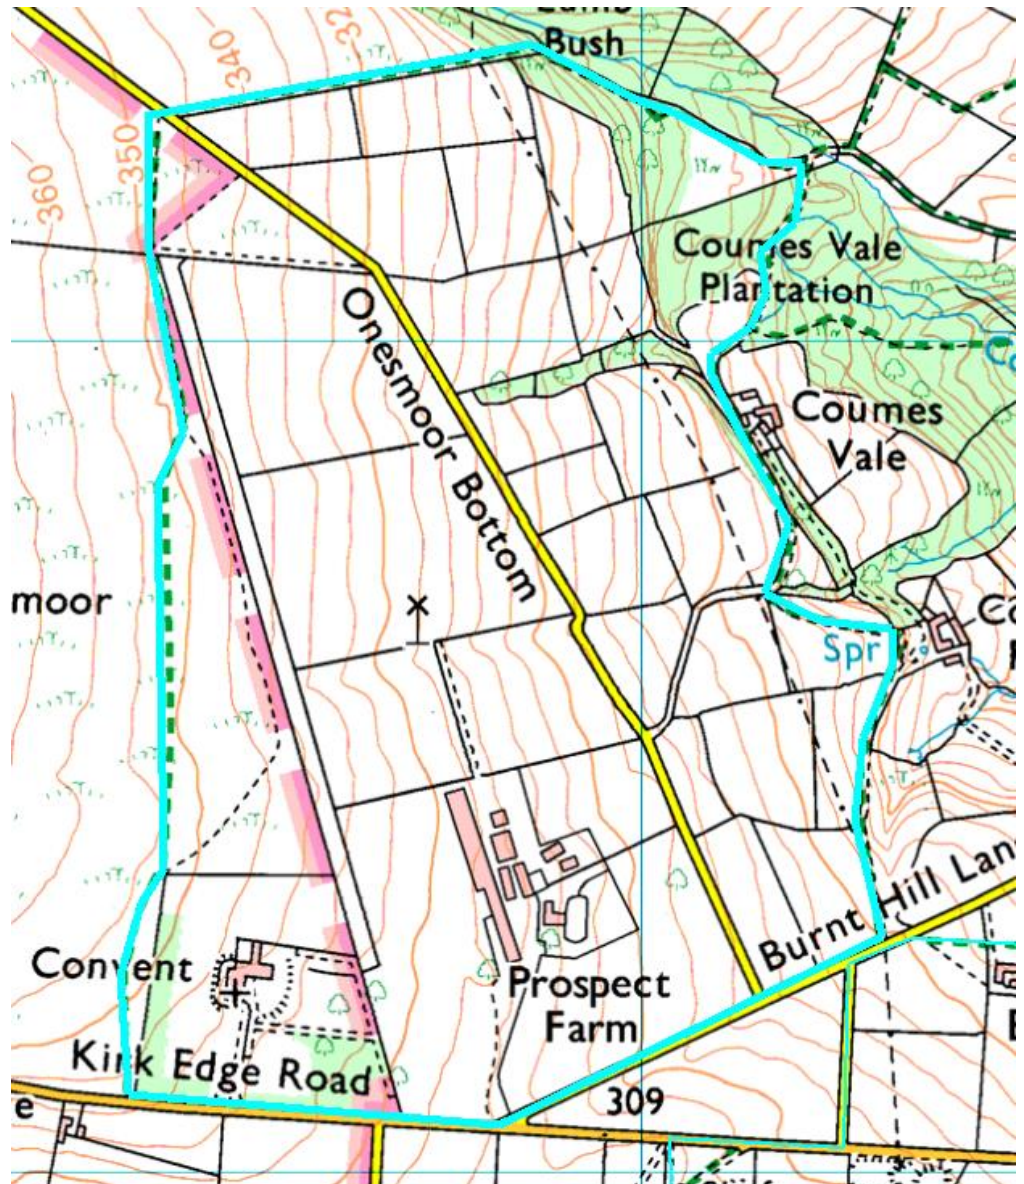 Bush
340
32
350
360
Coumes Vale
Plantation
Onesmoor Bottom
Coumes
Vale
moor
Spr
Burnt Hill Lan
Convent
Prospect
Farm
Kirk Edge Road
309
e